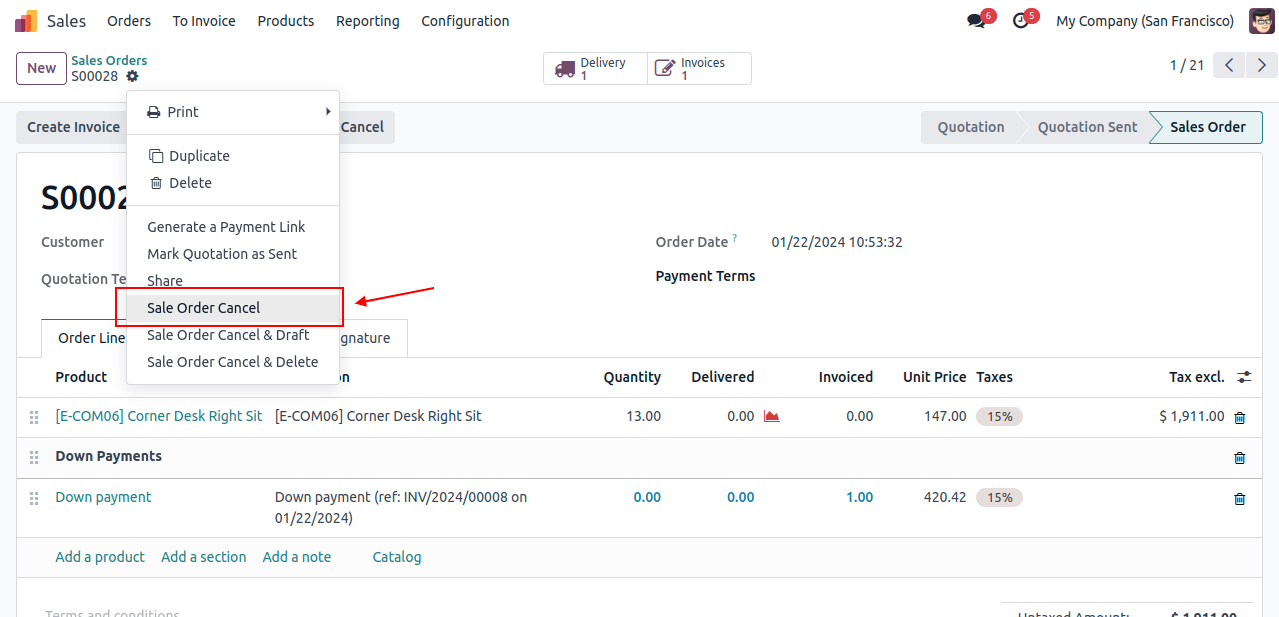 Sales Orders To Invoice Products Reporting Configuration 6 5 My Company (San Francisco)
New Sales Orders Delivery Invoices
S00028 1 1 1 / 21
Print
Create Invoice Cancel Quotation Quotation Sent Sales Order
Duplicate
Delete
S0002
Generate a Payment Link
Customer Order Date ? 01/22/2024 10:53:32
Mark Quotation as Sent
Quotation Te Share Payment Terms
Sale Order Cancel
Order Line Sale Order Cancel & Draft gnature
Sale Order Cancel & Delete
Product on Quantity Delivered Invoiced Unit Price Taxes Tax excl.
[E-COM06] Corner Desk Right Sit [E-COM06] Corner Desk Right Sit 13.00 0.00 0.00 147.00 15% $ 1,911.00
Down Payments
Down payment Down payment (ref: INV/2024/00008 on 0.00 0.00 1.00 420.42 15%
01/22/2024)
Add a product Add a section Add a note Catalog
Terms and conditions
Untaxed Amount: $ 1,911.00